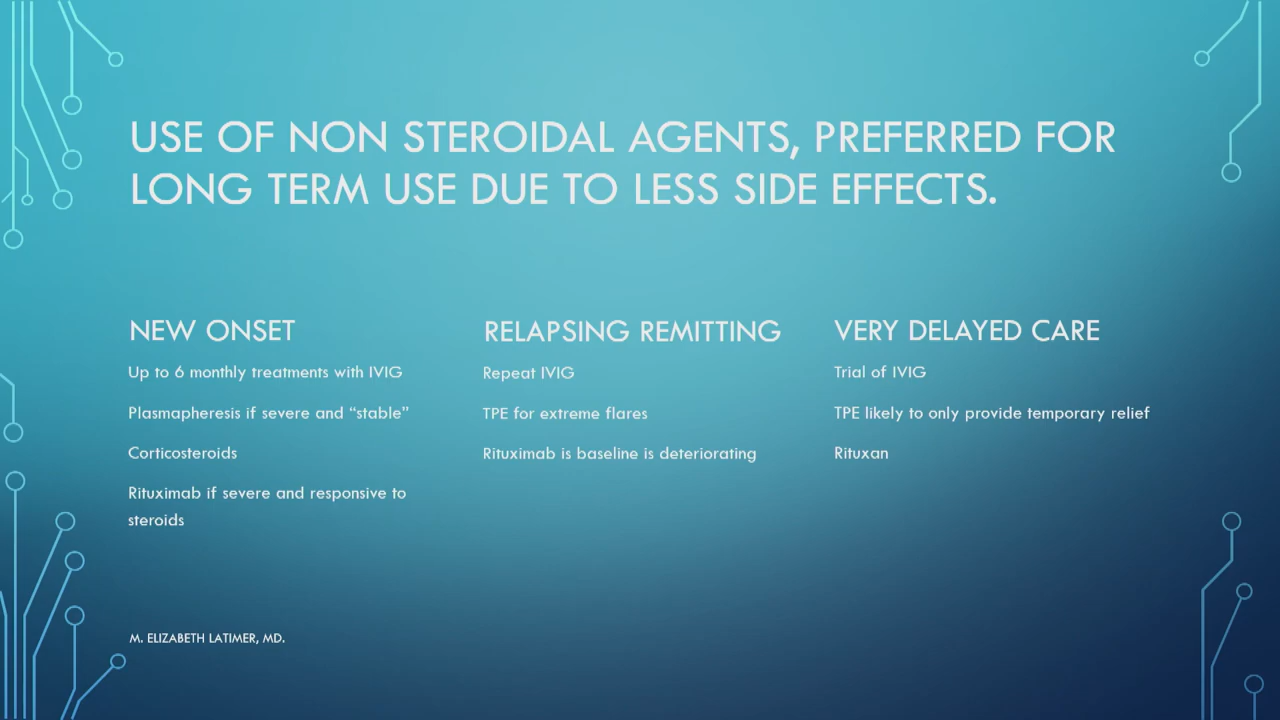 USE OF NON STEROIDAL AGENTS, PREFERRED FOR
LONG TERM USE DUE TO LESS SIDE EFFECTS.
NEW ONSET
Up to 6 monthly treatments with IVIG
Plasmapheresis if severe and “stable”
Corticosteroids
Rituximab if severe and responsive to
steroids
RELAPSING REMITTING
Repeat IVIG
TPE for extreme flares
Rituximab is baseline is deteriorating
VERY DELAYED CARE
Trial of IVIG
TPE likely to only provide temporary relief
Rituxan
M. ELIZABETH LATIMER, MD.